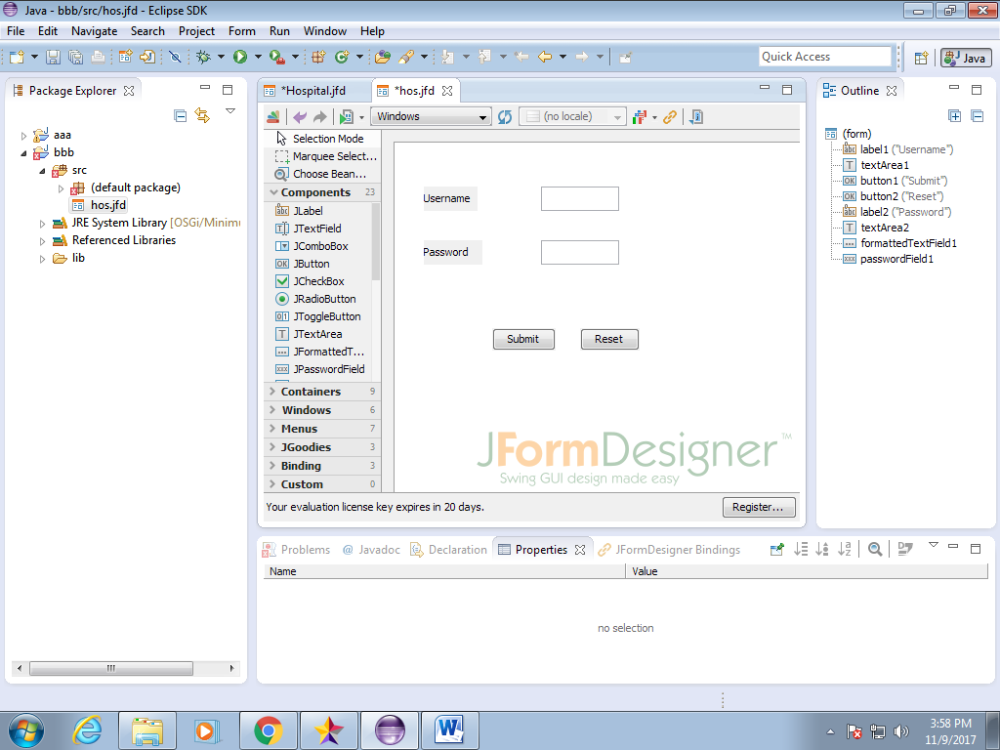 Java - bbb/src/hos.jfd - Eclipse SDK
File Edit Navigate Search Project Form Run Window Help
Quick Access
Java
Package Explorer
aaa
bbb
src
(default package)
hos.jfd
JRE System Library [OSGi/Minimu
Referenced Libraries
lib
*Hospital.jfd
*hos.jfd
Windows
(no locale)
Selection Mode
Marquee Select...
Choose Bean...
Components 23
JLabel
JTextField
JComboBox
JButton
JCheckBox
JRadioButton
JToggleButton
JTextArea
JFormattedT...
JPasswordField
Containers 9
Windows 6
Menus 7
JGoodies 3
Binding 3
Custom 0
Username
Password
Submit Reset
JFormDesigner™
Swing GUI design made easy
Your evaluation license key expires in 20 days.
Register...
Outline
(form)
label1 ("Username")
textArea1
button1 ("Submit")
button2 ("Reset")
label2 ("Password")
textArea2
formattedTextField1
passwordField1
Problems @ Javadoc Declaration Properties JFormDesigner Bindings
Name Value
no selection
3:58 PM
11/9/2017